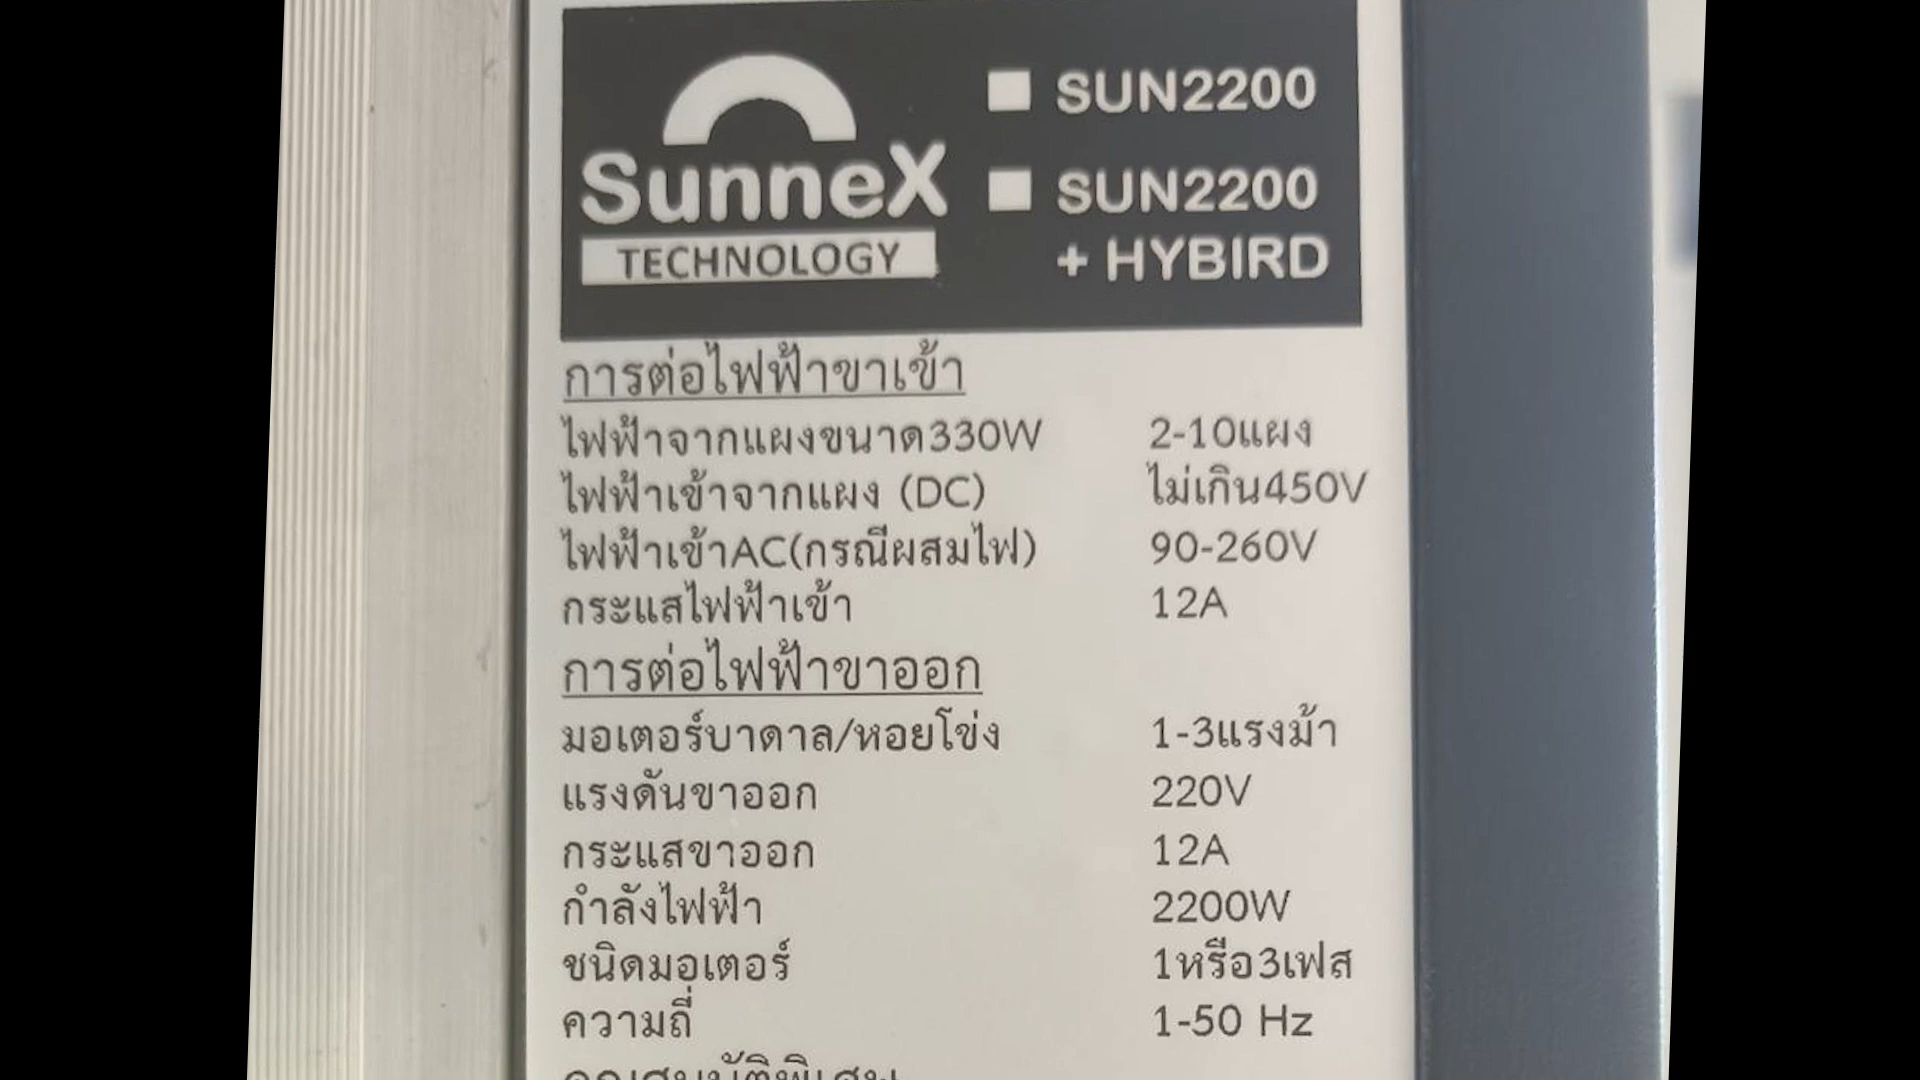 SunneX
TECHNOLOGY
SUN2200
SUN2200
+ HYBIRD
การต่อไฟฟ้าขาเข้า
ไฟฟ้าจากแผงขนาด330W 2-10แผง
ไฟฟ้าเข้าจากแผง (DC) ไม่เกิน450V
ไฟฟ้าเข้าAC(กรณีผสมไฟ) 90-260V
กระแสไฟฟ้าเข้า 12A
การต่อไฟฟ้าขาออก
มอเตอร์บาดาล/หอยโข่ง 1-3แรงม้า
แรงดันขาออก 220V
กระแสขาออก 12A
กำลังไฟฟ้า 2200W
ชนิดมอเตอร์ 1หรือ3เฟส
ความถี่ 1-50 Hz